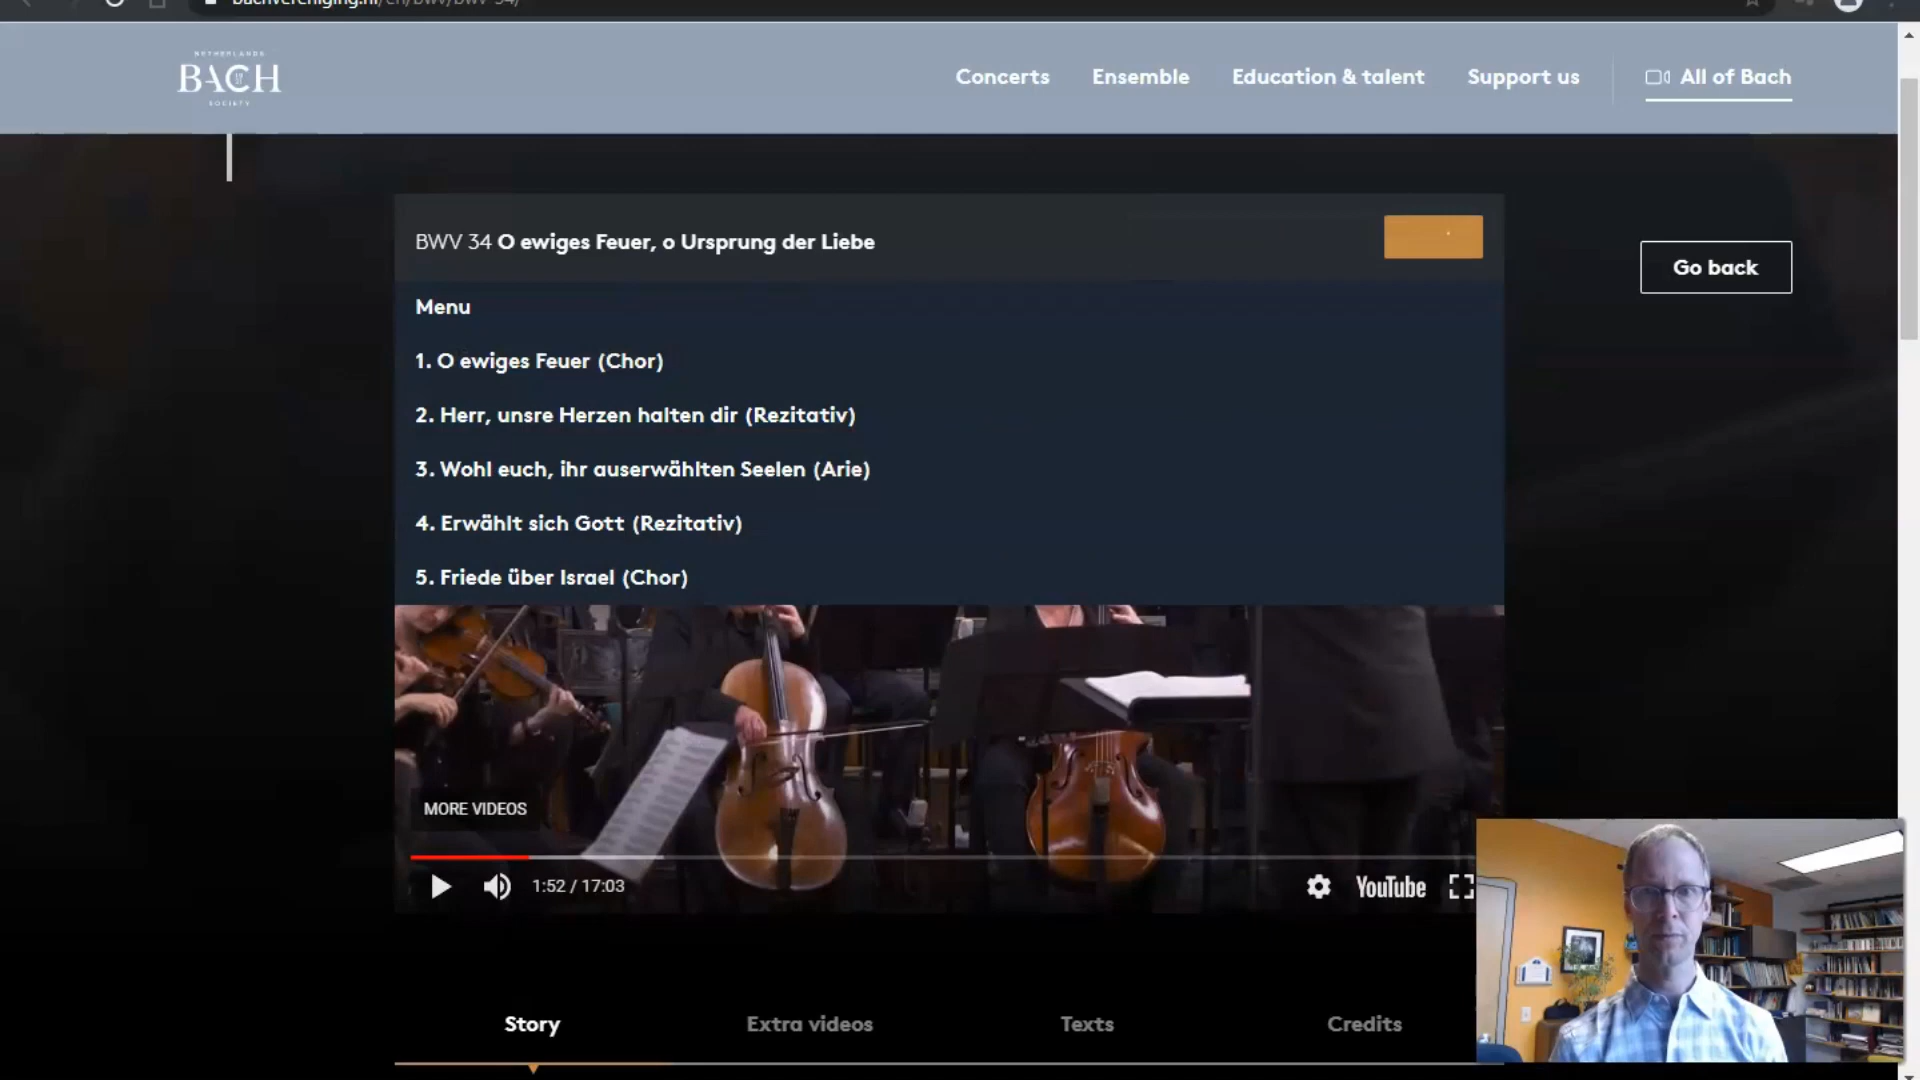 NETHERLANDS
BACH
SOCIETY
Concerts
Ensemble
Education & talent
Support us
All of Bach
BWV 34 O ewiges Feuer, o Ursprung der Liebe
Go back
Menu
1. O ewiges Feuer (Chor)
2. Herr, unsre Herzen halten dir (Rezitativ)
3. Wohl euch, ihr auserwählten Seelen (Arie)
4. Erwählt sich Gott (Rezitativ)
5. Friede über Israel (Chor)
MORE VIDEOS
1:52 / 17:03
YouTube
Story
Extra videos
Texts
Credits